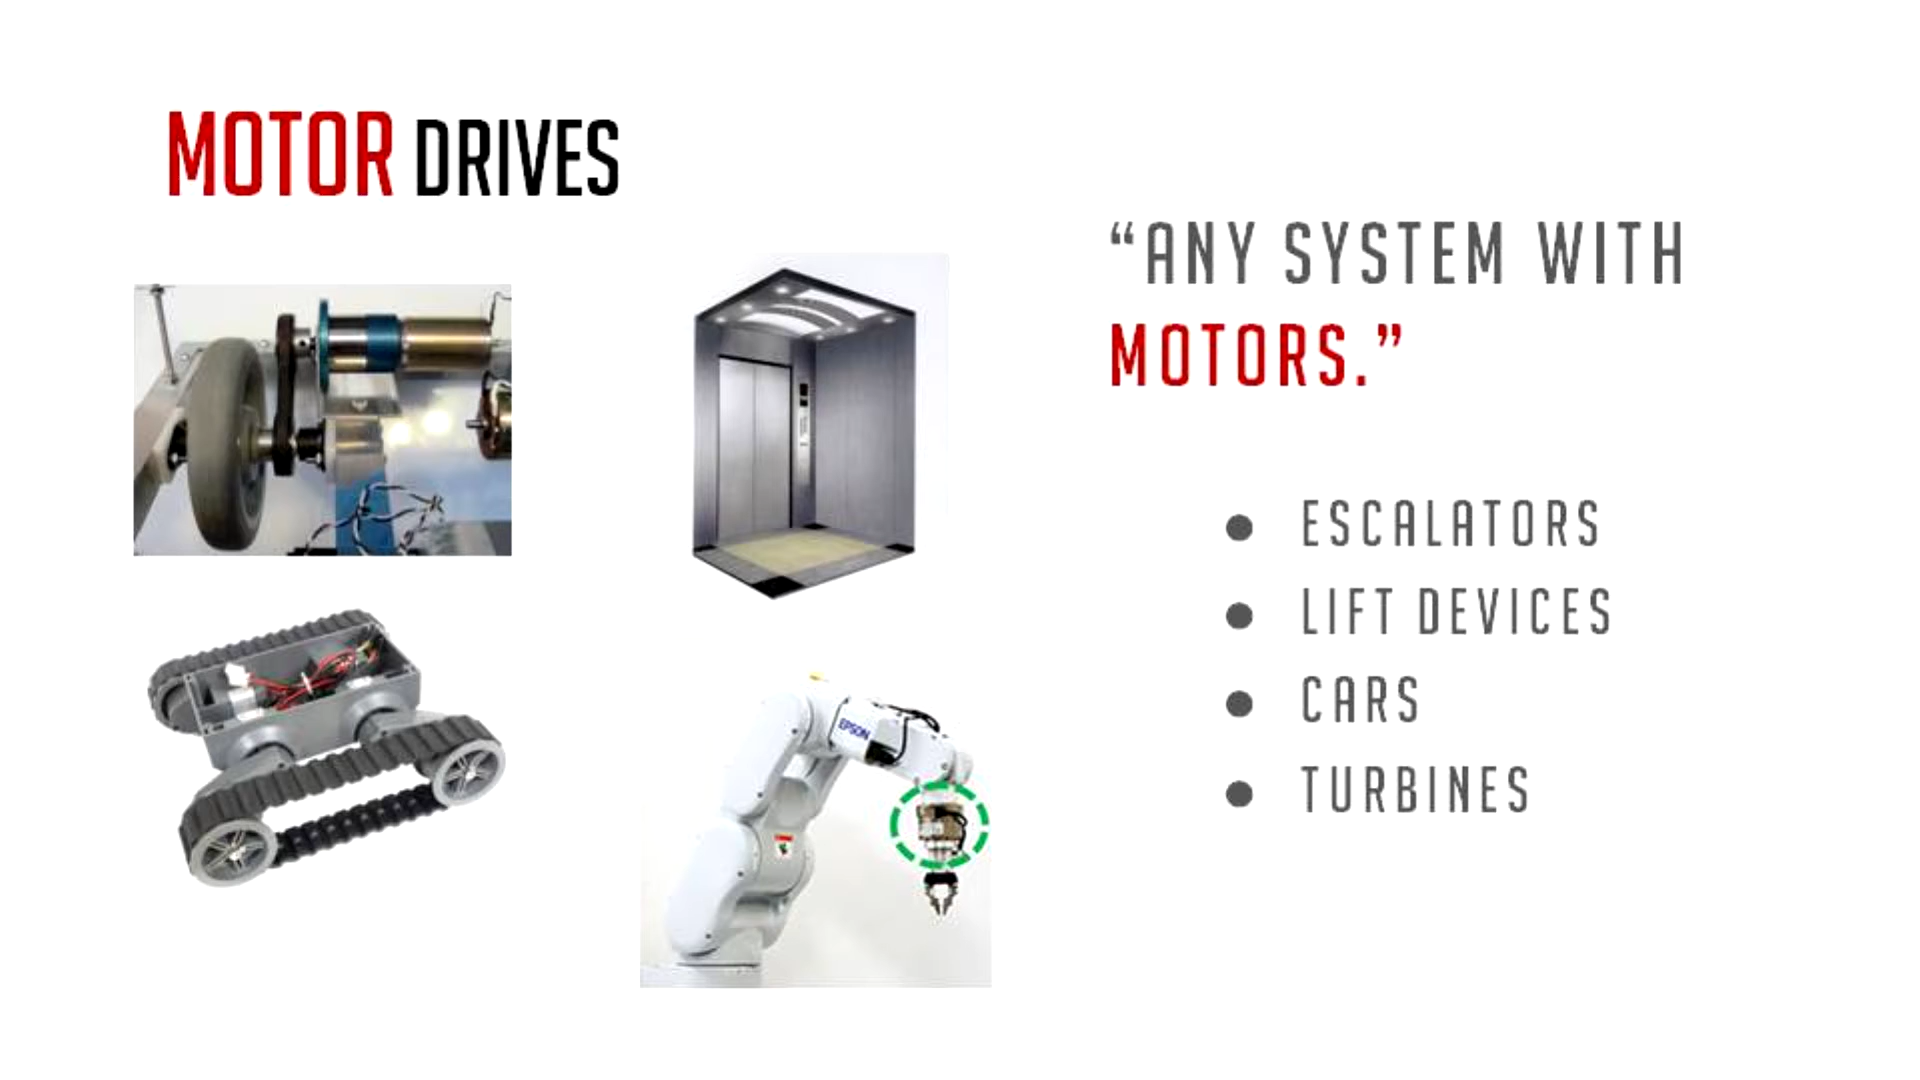 MOTOR DRIVES
“ANY SYSTEM WITH
MOTORS.”
● ESCALATORS
● LIFT DEVICES
● CARS
● TURBINES
EPSON